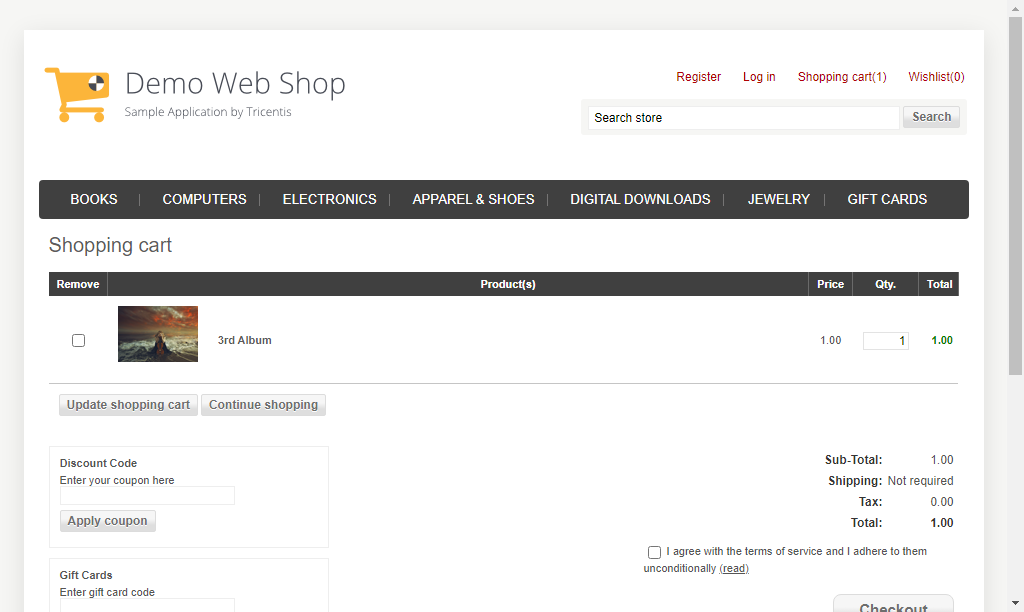 Demo Web Shop
Sample Application by Tricentis
Register Log in Shopping cart(1) Wishlist(0)
Search store Search
BOOKS COMPUTERS ELECTRONICS APPAREL & SHOES DIGITAL DOWNLOADS JEWELRY GIFT CARDS
Shopping cart
Remove Product(s) Price Qty. Total
3rd Album 1.00 1 1.00
Update shopping cart Continue shopping
Discount Code
Enter your coupon here
Apply coupon
Sub-Total: 1.00
Shipping: Not required
Tax: 0.00
Total: 1.00
I agree with the terms of service and I adhere to them
unconditionally (read)
Gift Cards
Enter gift card code
Checkout